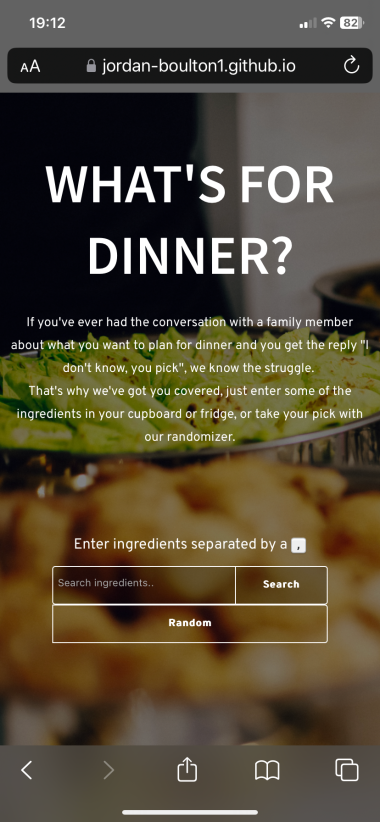 19:12
82
AA jordan-boulton1.github.io
WHAT'S FOR
DINNER?
If you've ever had the conversation with a family member
about what you want to plan for dinner and you get the reply "I
don't know, you pick", we know the struggle.
That's why we've got you covered, just enter some of the
ingredients in your cupboard or fridge, or take your pick with
our randomizer.
Enter ingredients separated by a ,
Search ingredients.. Search
Random